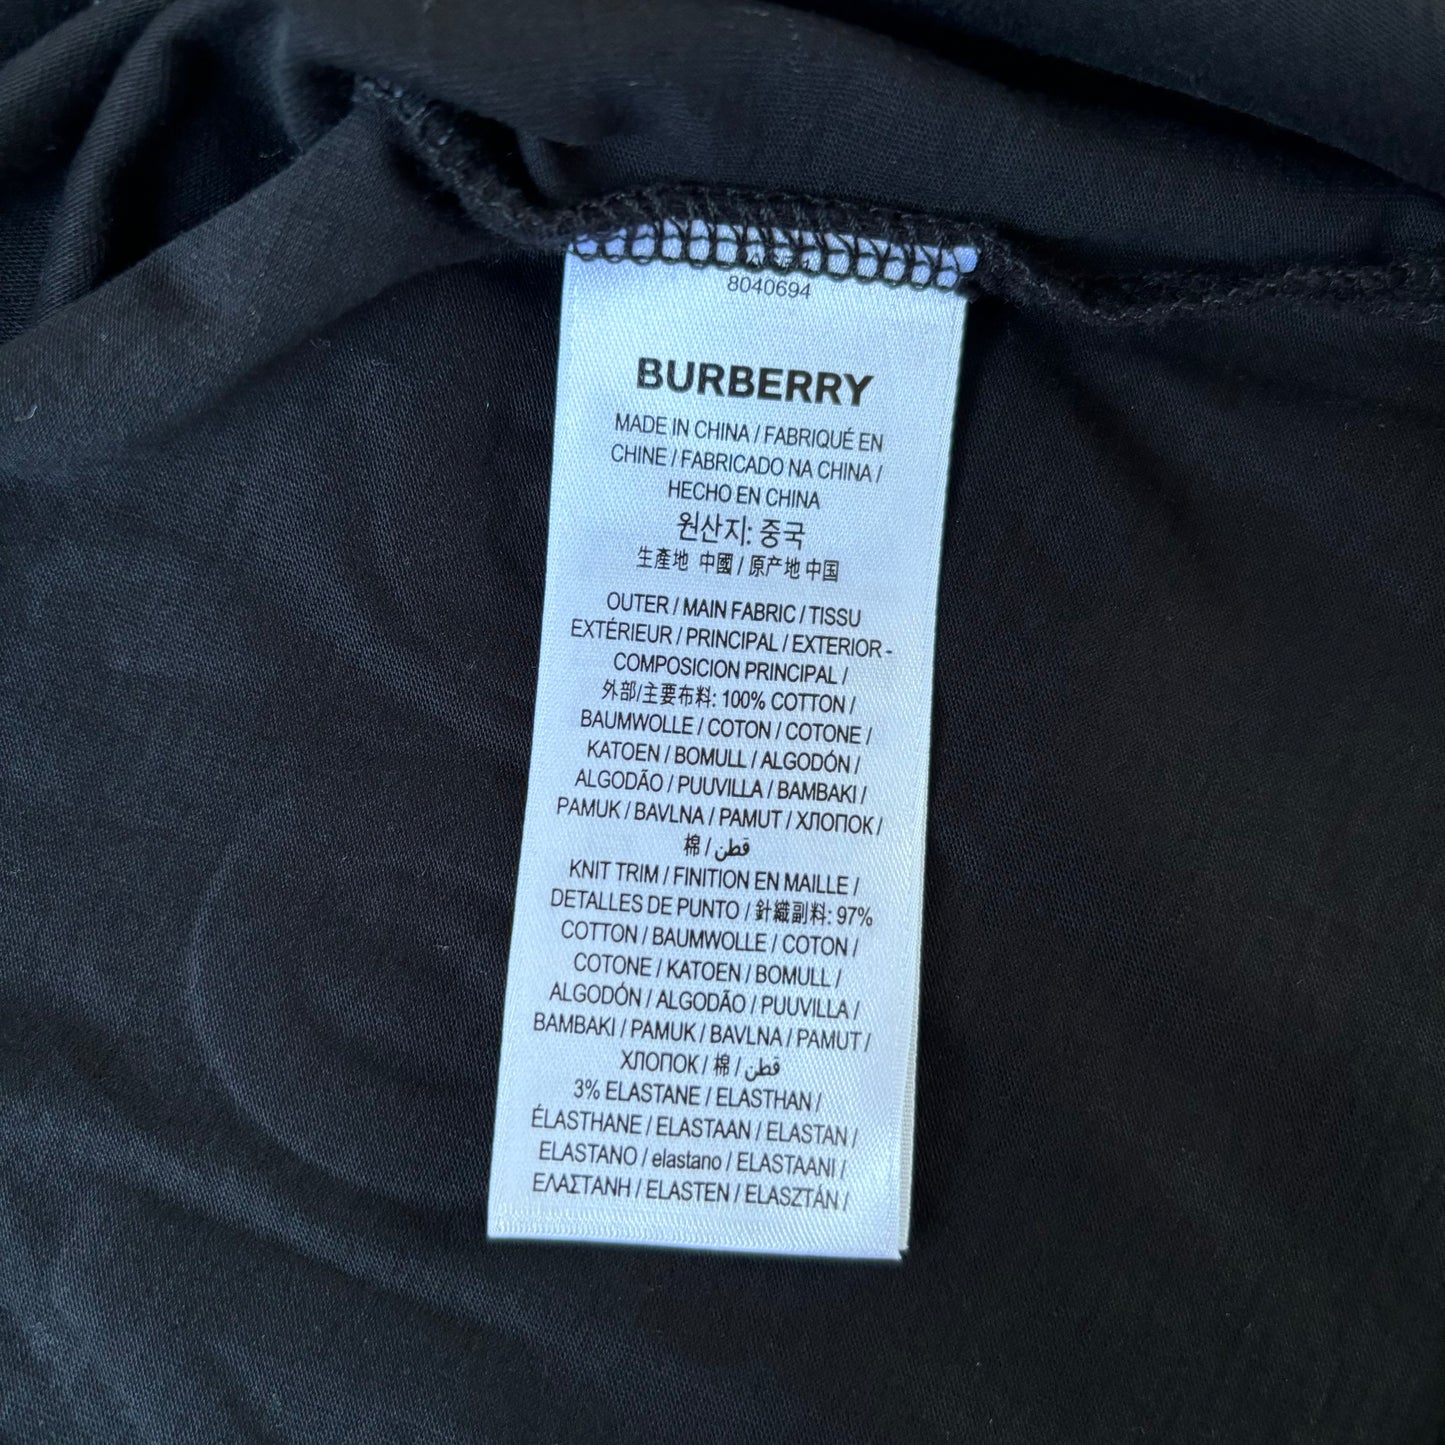 8040694
BURBERRY
MADE IN CHINA / FABRIQUÉ EN
CHINE / FABRICADO NA CHINA /
HECHO EN CHINA
원산지: 중국
生產地 中國 / 原产地 中国
OUTER / MAIN FABRIC / TISSU
EXTÉRIEUR / PRINCIPAL / EXTERIOR -
COMPOSICION PRINCIPAL /
外部/主要布料: 100% COTTON /
BAUMWOLLE / COTON / COTONE /
KATOEN / BOMULL / ALGODÓN /
ALGODÃO / PUUVILLA / BAMBAKI /
PAMUK / BAVLNA / PAMUT / ХЛОПОК /
棉 / قطن
KNIT TRIM / FINITION EN MAILLE /
DETALLES DE PUNTO / 針織副料: 97%
COTTON / BAUMWOLLE / COTON /
COTONE / KATOEN / BOMULL /
ALGODÓN / ALGODÃO / PUUVILLA /
BAMBAKI / PAMUK / BAVLNA / PAMUT /
ХЛОПОК / 棉 / قطن
3% ELASTANE / ELASTHAN /
ÉLASTHANE / ELASTAAN / ELASTAN /
ELASTANO / elastano / ELASTAANI /
ΕΛΑΣΤΑΝΗ / ELASTEN / ELASZTÁN /